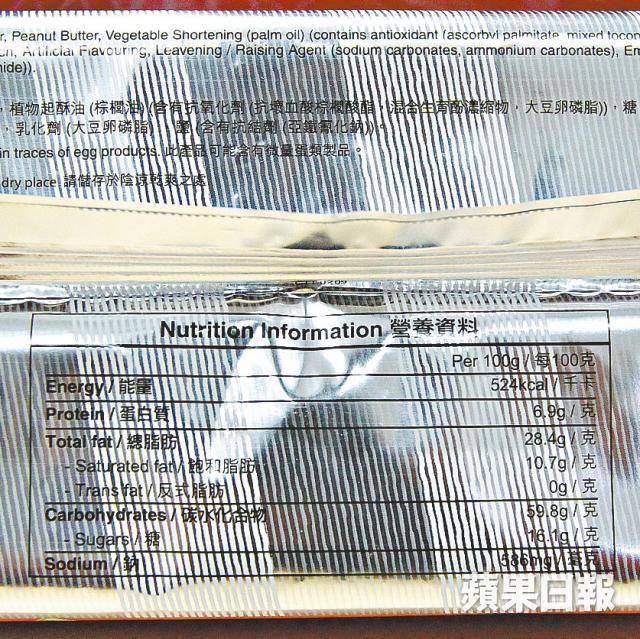 Peanut Butter, Vegetable Shortening (palm oil) (contains antioxidant (ascorbyl palmitate, mixed
Artificial Flavouring, Leavening / Raising Agent (sodium carbonates, ammonium carbonates),
植物起酥油 (棕櫚油) (含有抗氧化劑 (抗壞血酸棕櫚酸酯，混合生育酚濃縮物，大豆卵磷脂))，糖
，乳化劑 (大豆卵磷脂)，鹽 (含有抗結劑 (亞鐵氰化鈉))。
in traces of egg products. 此產品可能含有微量蛋類製品。
dry place. 請儲存於陰涼乾爽之處
Nutrition Information 營養資料
Per 100g / 每100克
Energy / 能量 524kcal / 千卡
Protein / 蛋白質 6.9g / 克
Total fat / 總脂肪 28.4g / 克
- Saturated fat / 飽和脂肪 10.7g / 克
- Trans fat / 反式脂肪 0g / 克
Carbohydrates / 碳水化合物 59.8g / 克
- Sugars / 糖 16.1g / 克
Sodium / 鈉 586mg / 毫克
蘋果日報